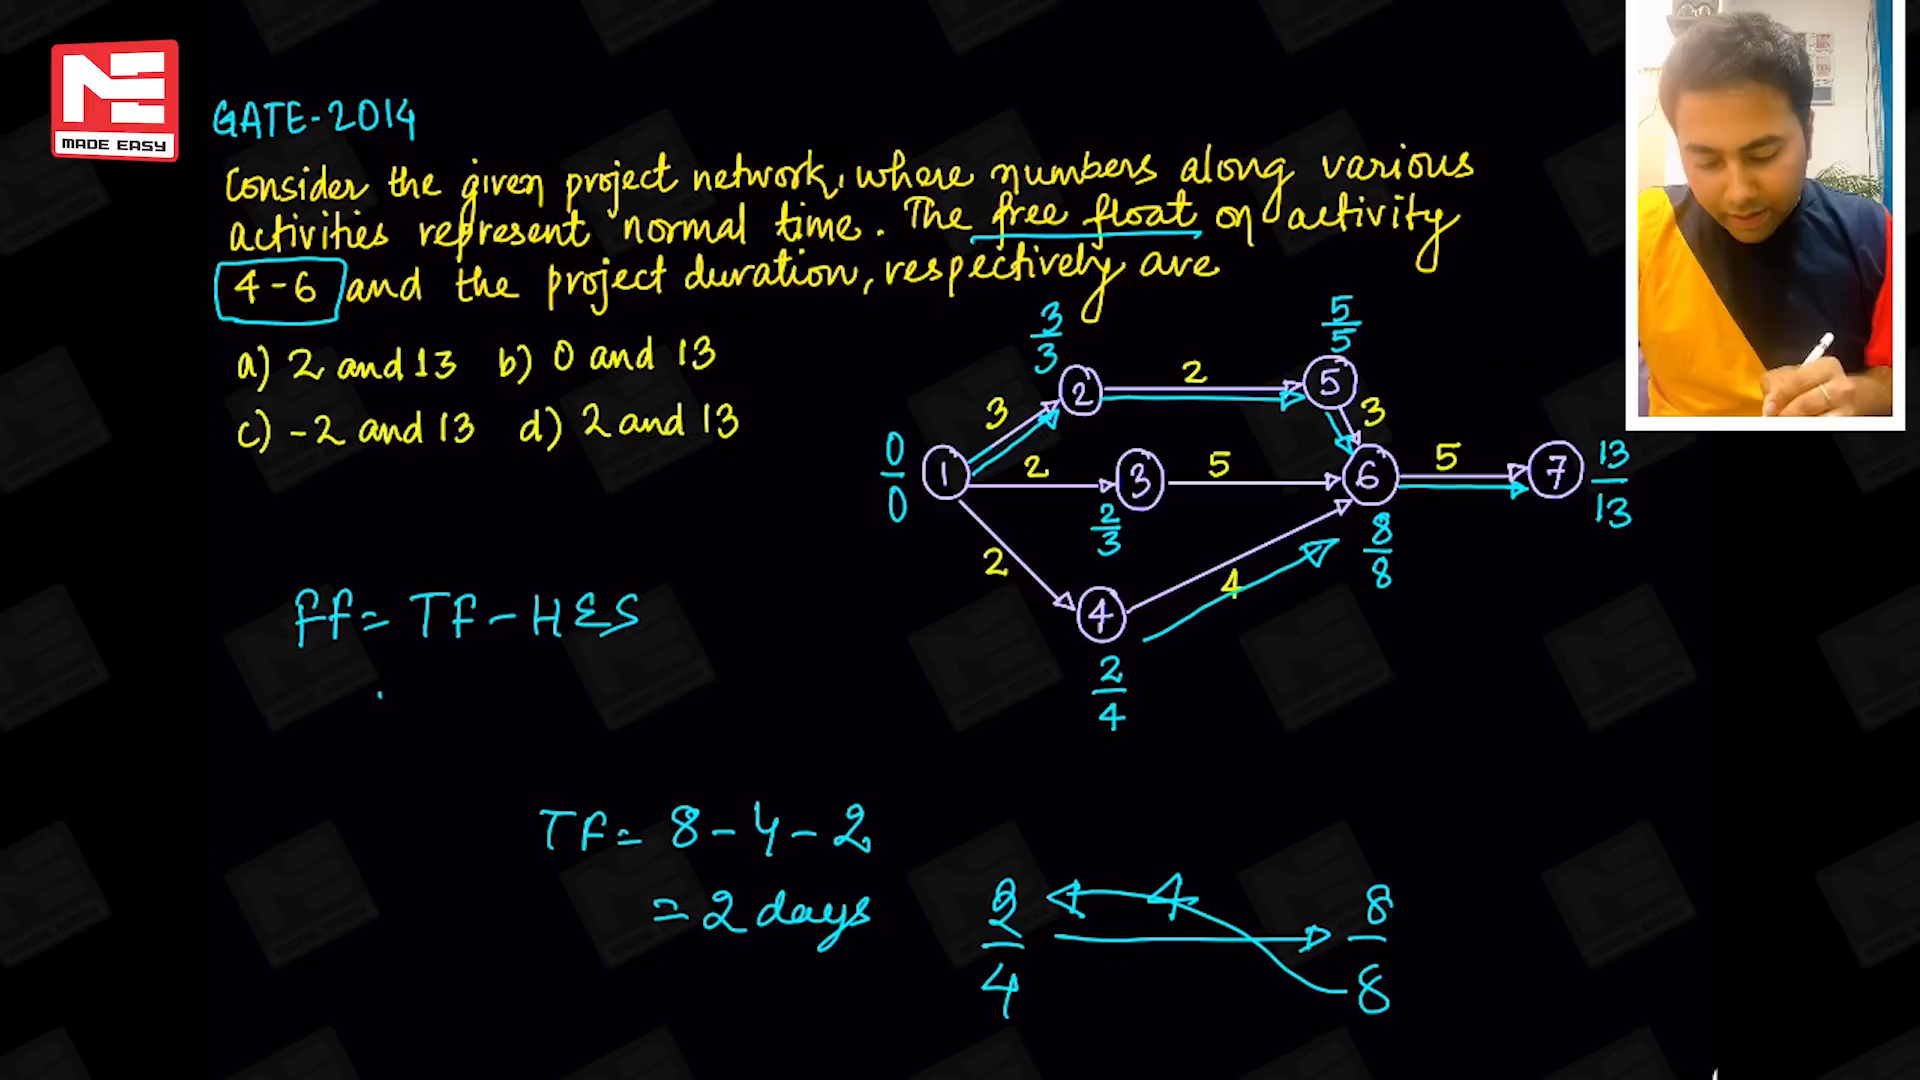 MADE EASY
GATE-2014
Consider the given project network, where numbers along various
activities represent normal time. The free float on activity
4-6 and the project duration, respectively are
a) 2 and 13 b) 0 and 13
c) -2 and 13 d) 2 and 13
3/3
5/5
3
2
2
5
3
0/0
1
2
3
5
6
5
7
13/13
2/3
8/8
2
4
4
2/4
FF = TF - HES
TF = 8 - 4 - 2
= 2 days
2/4
4
8/8